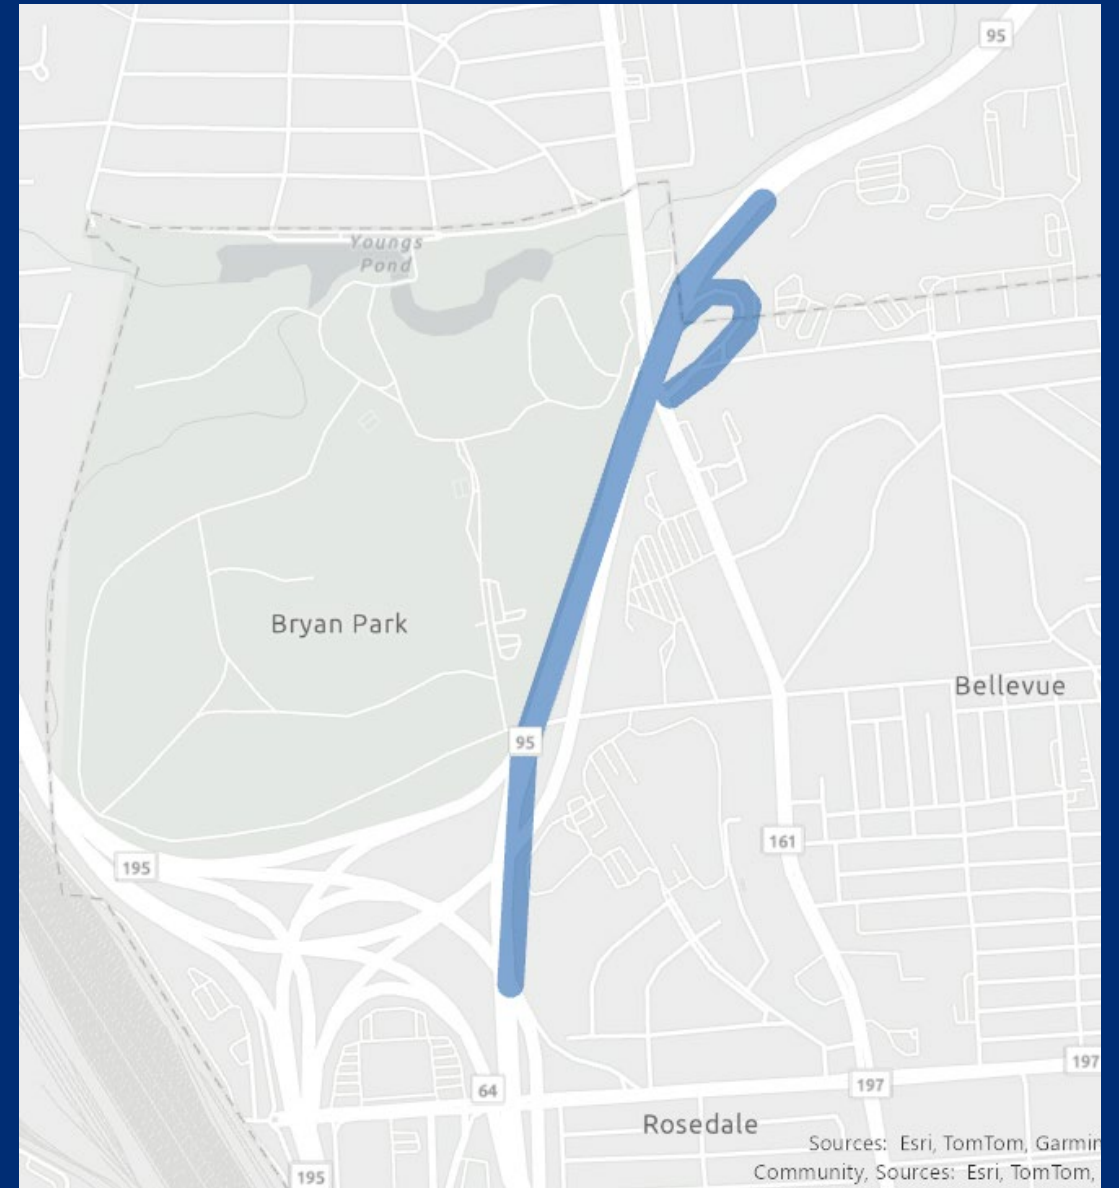 95
Youngs
Pond
Bryan Park
Bellevue
95
161
195
197
64
197
Rosedale
195
Sources: Esri, TomTom, Garmin
Community, Sources: Esri, TomTom,